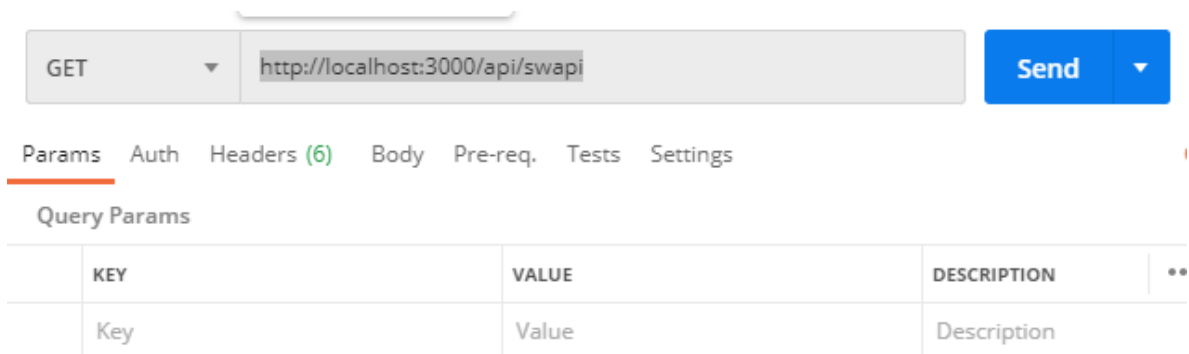 GET http://localhost:3000/api/swapi Send
Params Auth Headers (6) Body Pre-req. Tests Settings
Query Params
KEY VALUE DESCRIPTION
Key Value Description